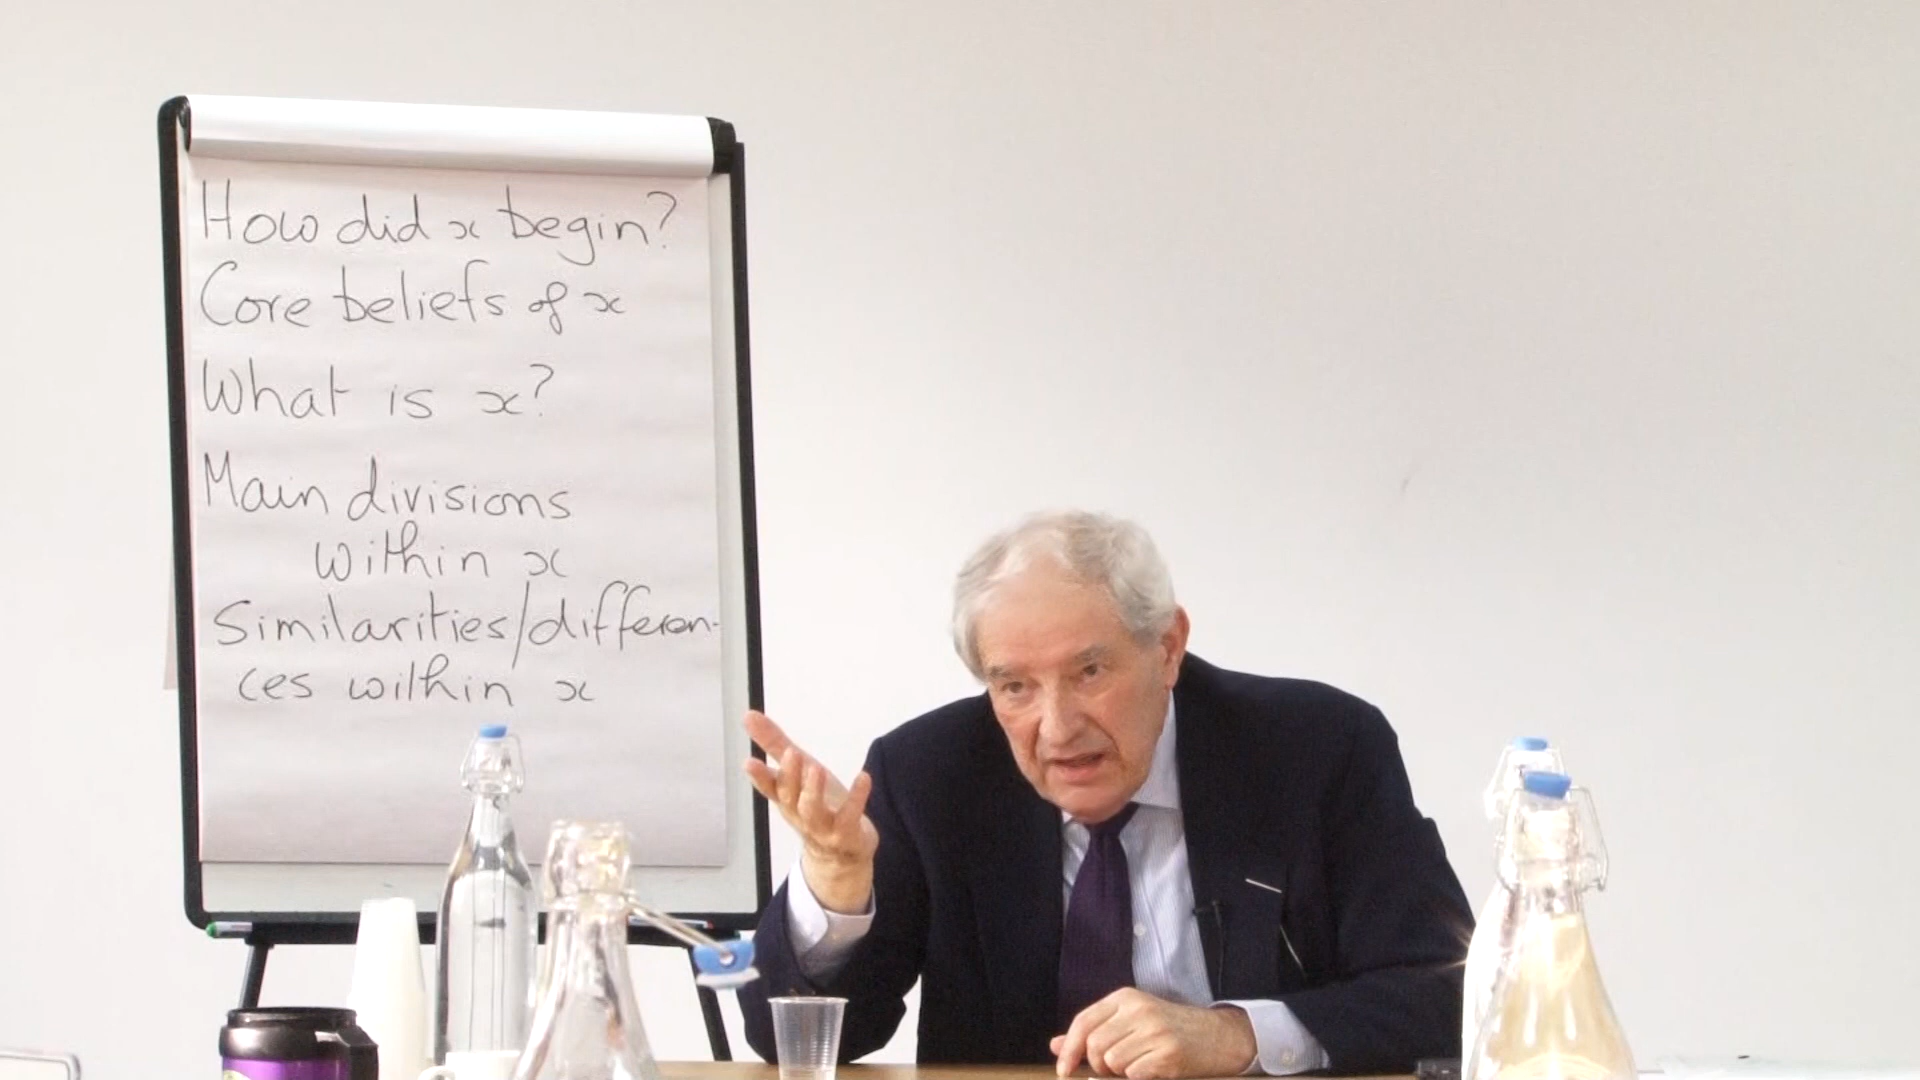 How did x begin?
Core beliefs of x
What is x?
Main divisions
within x
Similarities/differen-
ces within x